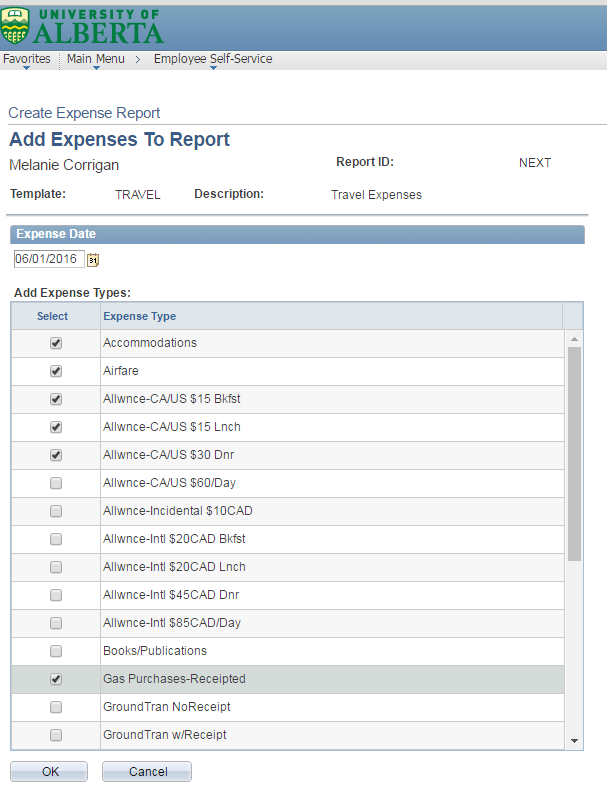 UNIVERSITY OF
ALBERTA
Favorites Main Menu > Employee Self-Service
Create Expense Report
Add Expenses To Report
Melanie Corrigan Report ID: NEXT
Template: TRAVEL Description: Travel Expenses
Expense Date
06/01/2016 31
Add Expense Types:
Select Expense Type
Accommodations
Airfare
Allwnce-CA/US $15 Bkfst
Allwnce-CA/US $15 Lnch
Allwnce-CA/US $30 Dnr
Allwnce-CA/US $60/Day
Allwnce-Incidental $10CAD
Allwnce-Intl $20CAD Bkfst
Allwnce-Intl $20CAD Lnch
Allwnce-Intl $45CAD Dnr
Allwnce-Intl $85CAD/Day
Books/Publications
Gas Purchases-Receipted
GroundTran NoReceipt
GroundTran w/Receipt
OK Cancel